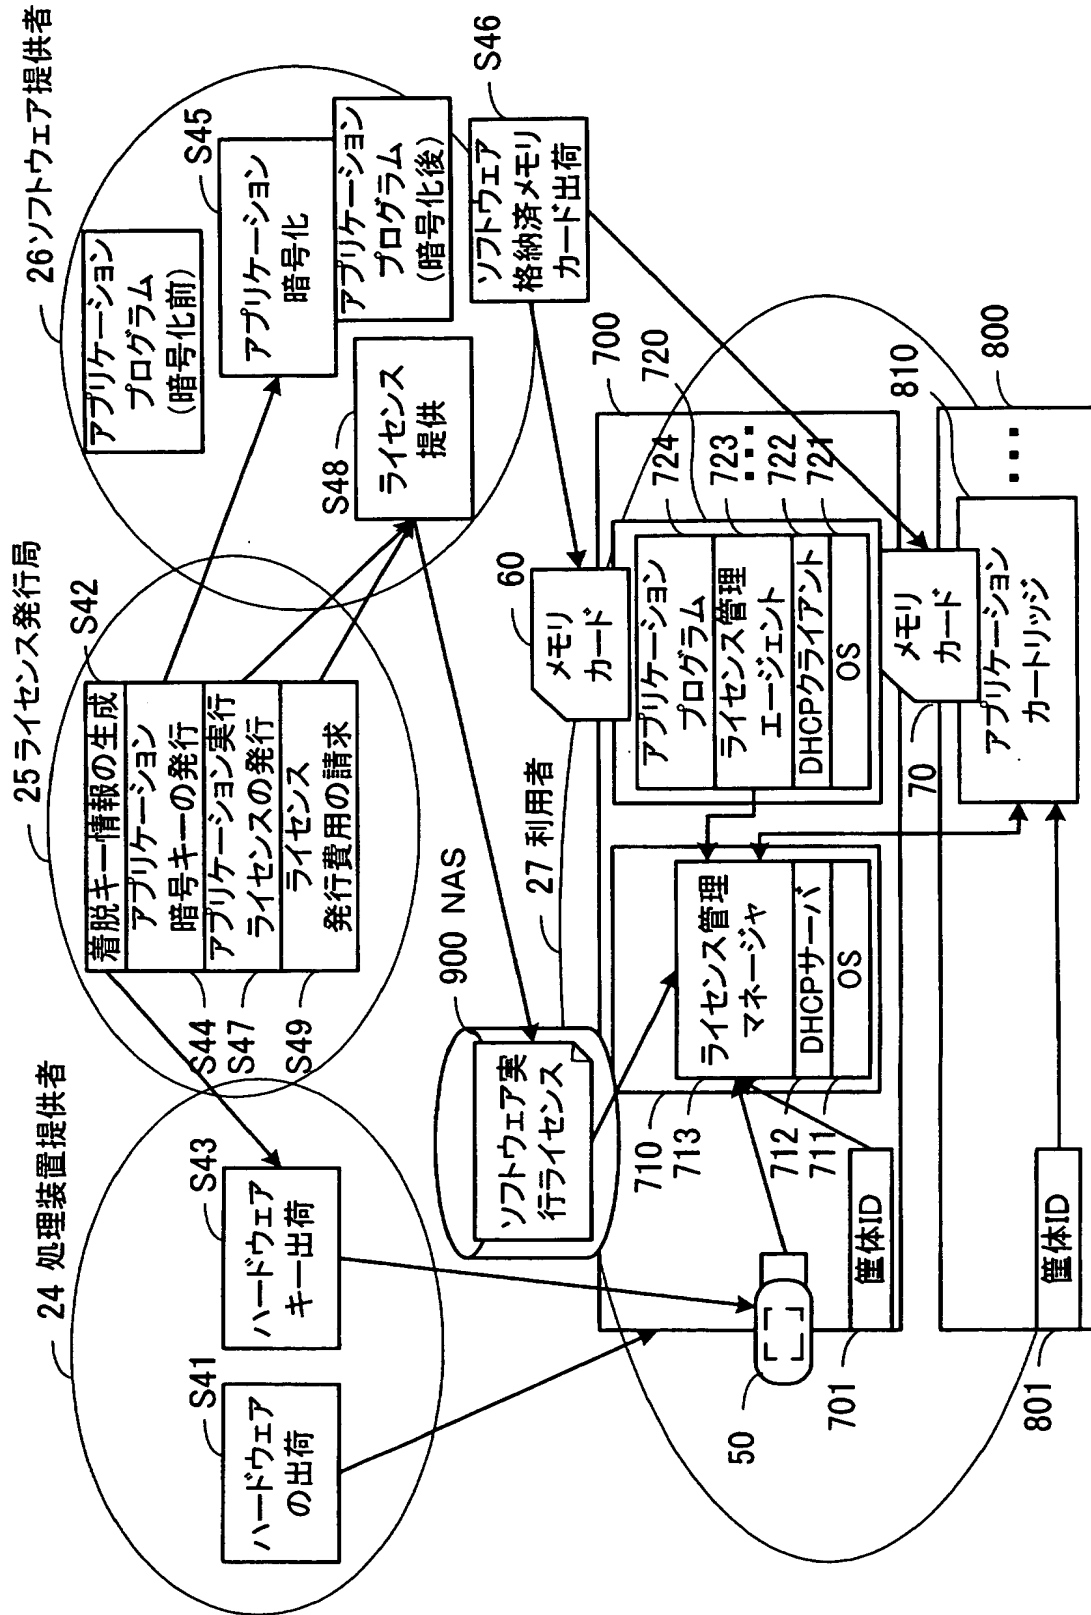 24 処理装置提供者
S41
ハードウェア
の出荷
S43
ハードウェア
キー出荷
25ライセンス発行局
S42
着脱キー情報の生成
アプリケーション
暗号キーの発行
アプリケーション実行
ライセンスの発行
ライセンス
発行費用の請求
S44
S47
S49
26ソフトウェア提供者
アプリケーション
プログラム
(暗号化前)
S45
アプリケーション
暗号化
アプリケーション
プログラム
(暗号化後)
S48
ライセンス
提供
S46
ソフトウェア
格納済メモリ
カード出荷
900 NAS
ソフトウェア実
行ライセンス
27 利用者
60
メモリ
カード
700
720
724
723
722
721
アプリケーション
プログラム
ライセンス管理
エージェント
DHCPクライアント
OS
710
713
712
711
ライセンス管理
マネージャ
DHCPサーバ
OS
50
701
筐体ID
70
メモリ
カード
810
800
アプリケーション
カートリッジ
801
筐体ID